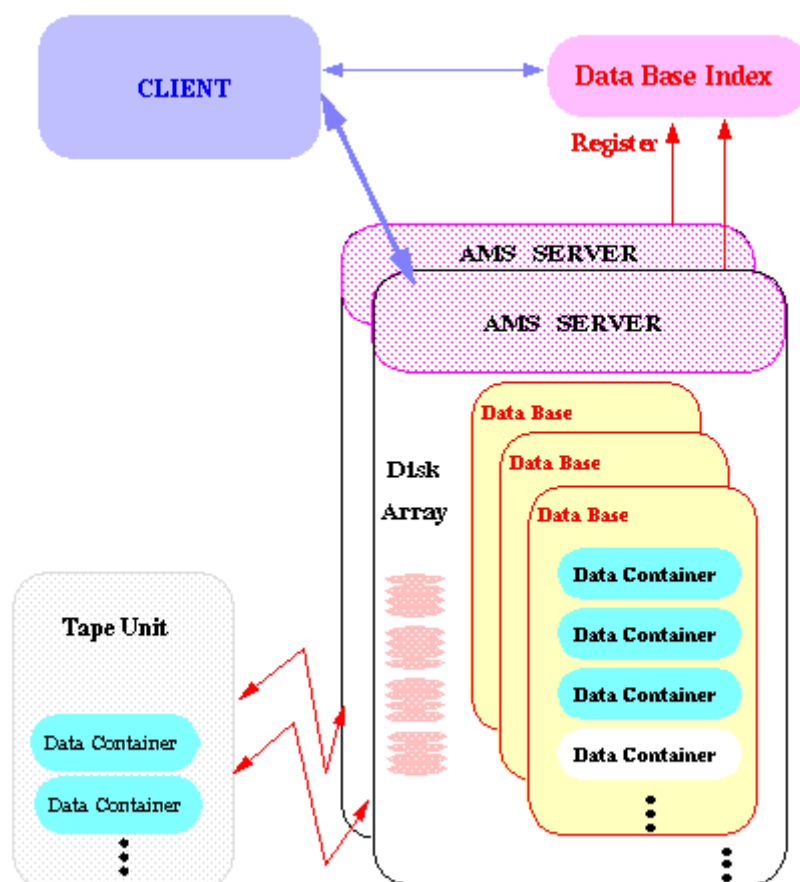 CLIENT
Data Base Index
Register
AMS SERVER
AMS SERVER
Data Base
Data Base
Data Base
Disk
Array
Data Container
Data Container
Data Container
Data Container
Tape Unit
Data Container
Data Container